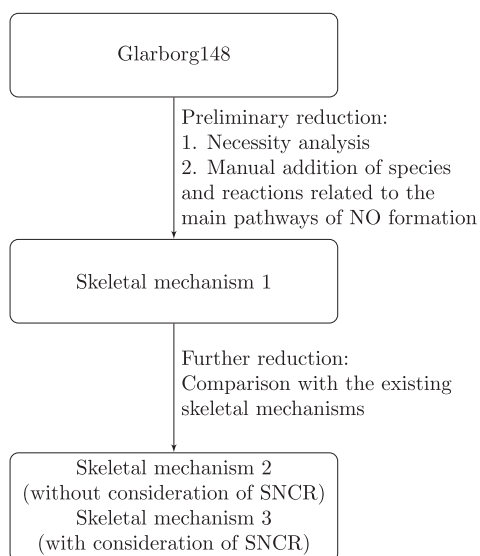 Glarborg148
Preliminary reduction:
1. Necessity analysis
2. Manual addition of species
and reactions related to the
main pathways of NO formation
Skeletal mechanism 1
Further reduction:
Comparison with the existing
skeletal mechanisms
Skeletal mechanism 2
(without consideration of SNCR)
Skeletal mechanism 3
(with consideration of SNCR)